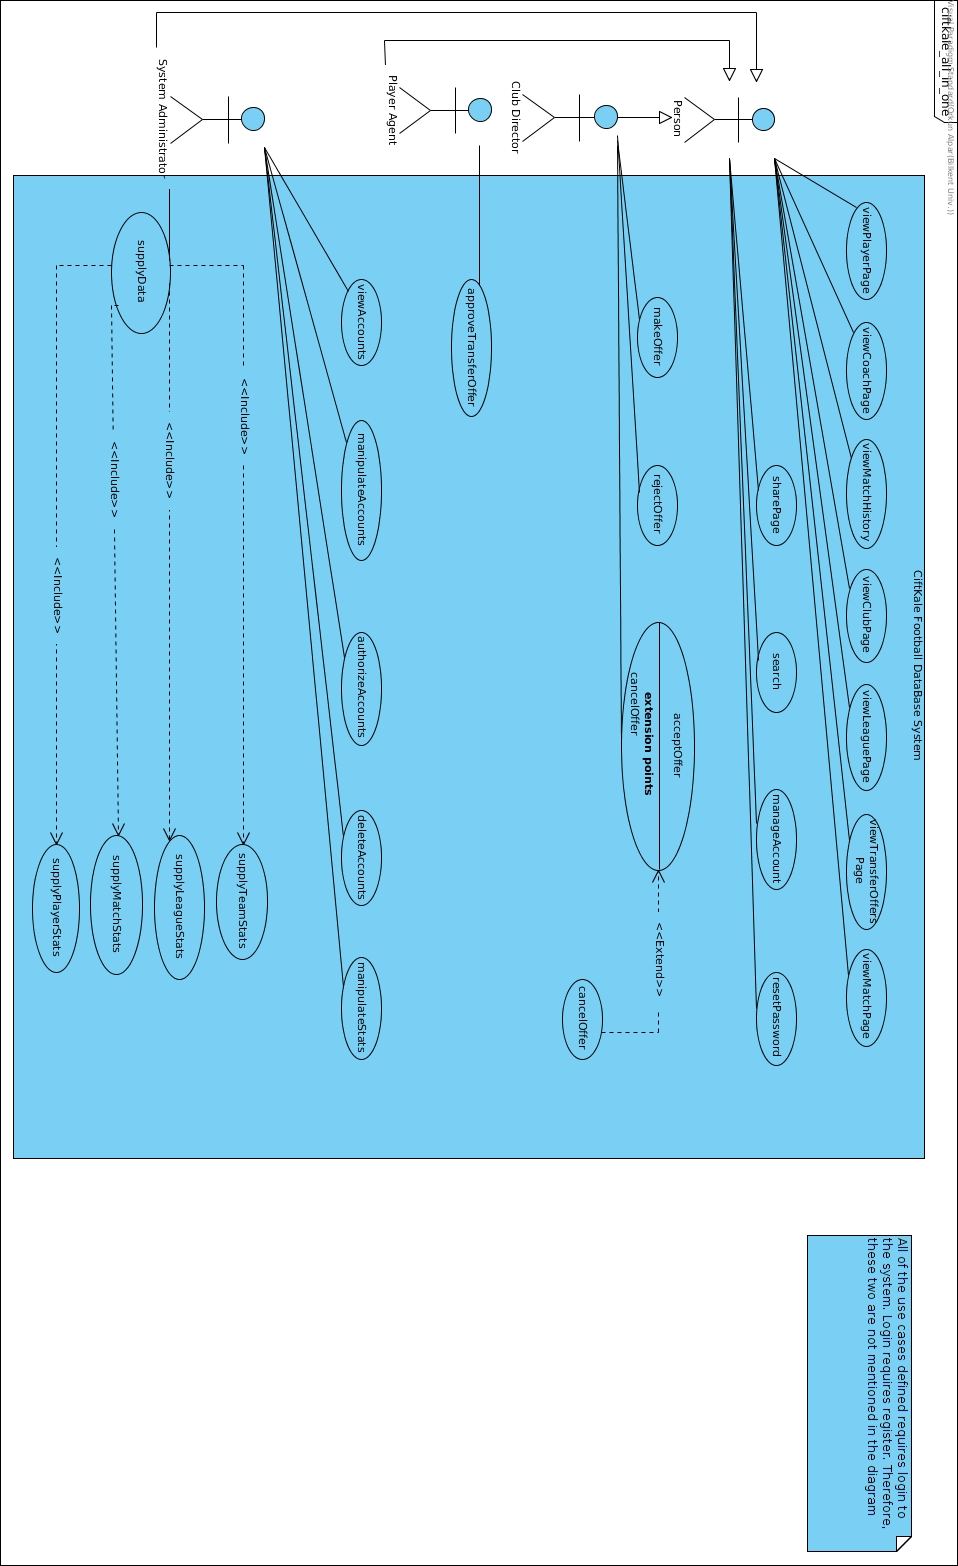 ciftkale_all_in_one
CiftKale Football DataBase System
viewPlayerPage
viewCoachPage
viewMatchHistory
viewClubPage
viewLeaguePage
viewTransferOffers
Page
viewMatchPage
Person
sharePage
search
manageAccount
resetPassword
Club Director
makeOffer
rejectOffer
acceptOffer
extension points
cancelOffer
<<Extend>>
cancelOffer
Player Agent
approveTransferOffer
System Administrator
viewAccounts
manipulateAccounts
authorizeAccounts
deleteAccounts
manipulateStats
supplyData
<<Include>>
<<Include>>
<<Include>>
<<Include>>
supplyTeamStats
supplyLeagueStats
supplyMatchStats
supplyPlayerStats
All of the use cases defined requires login to
the system. Login requires register. Therefore,
these two are not mentioned in the diagram